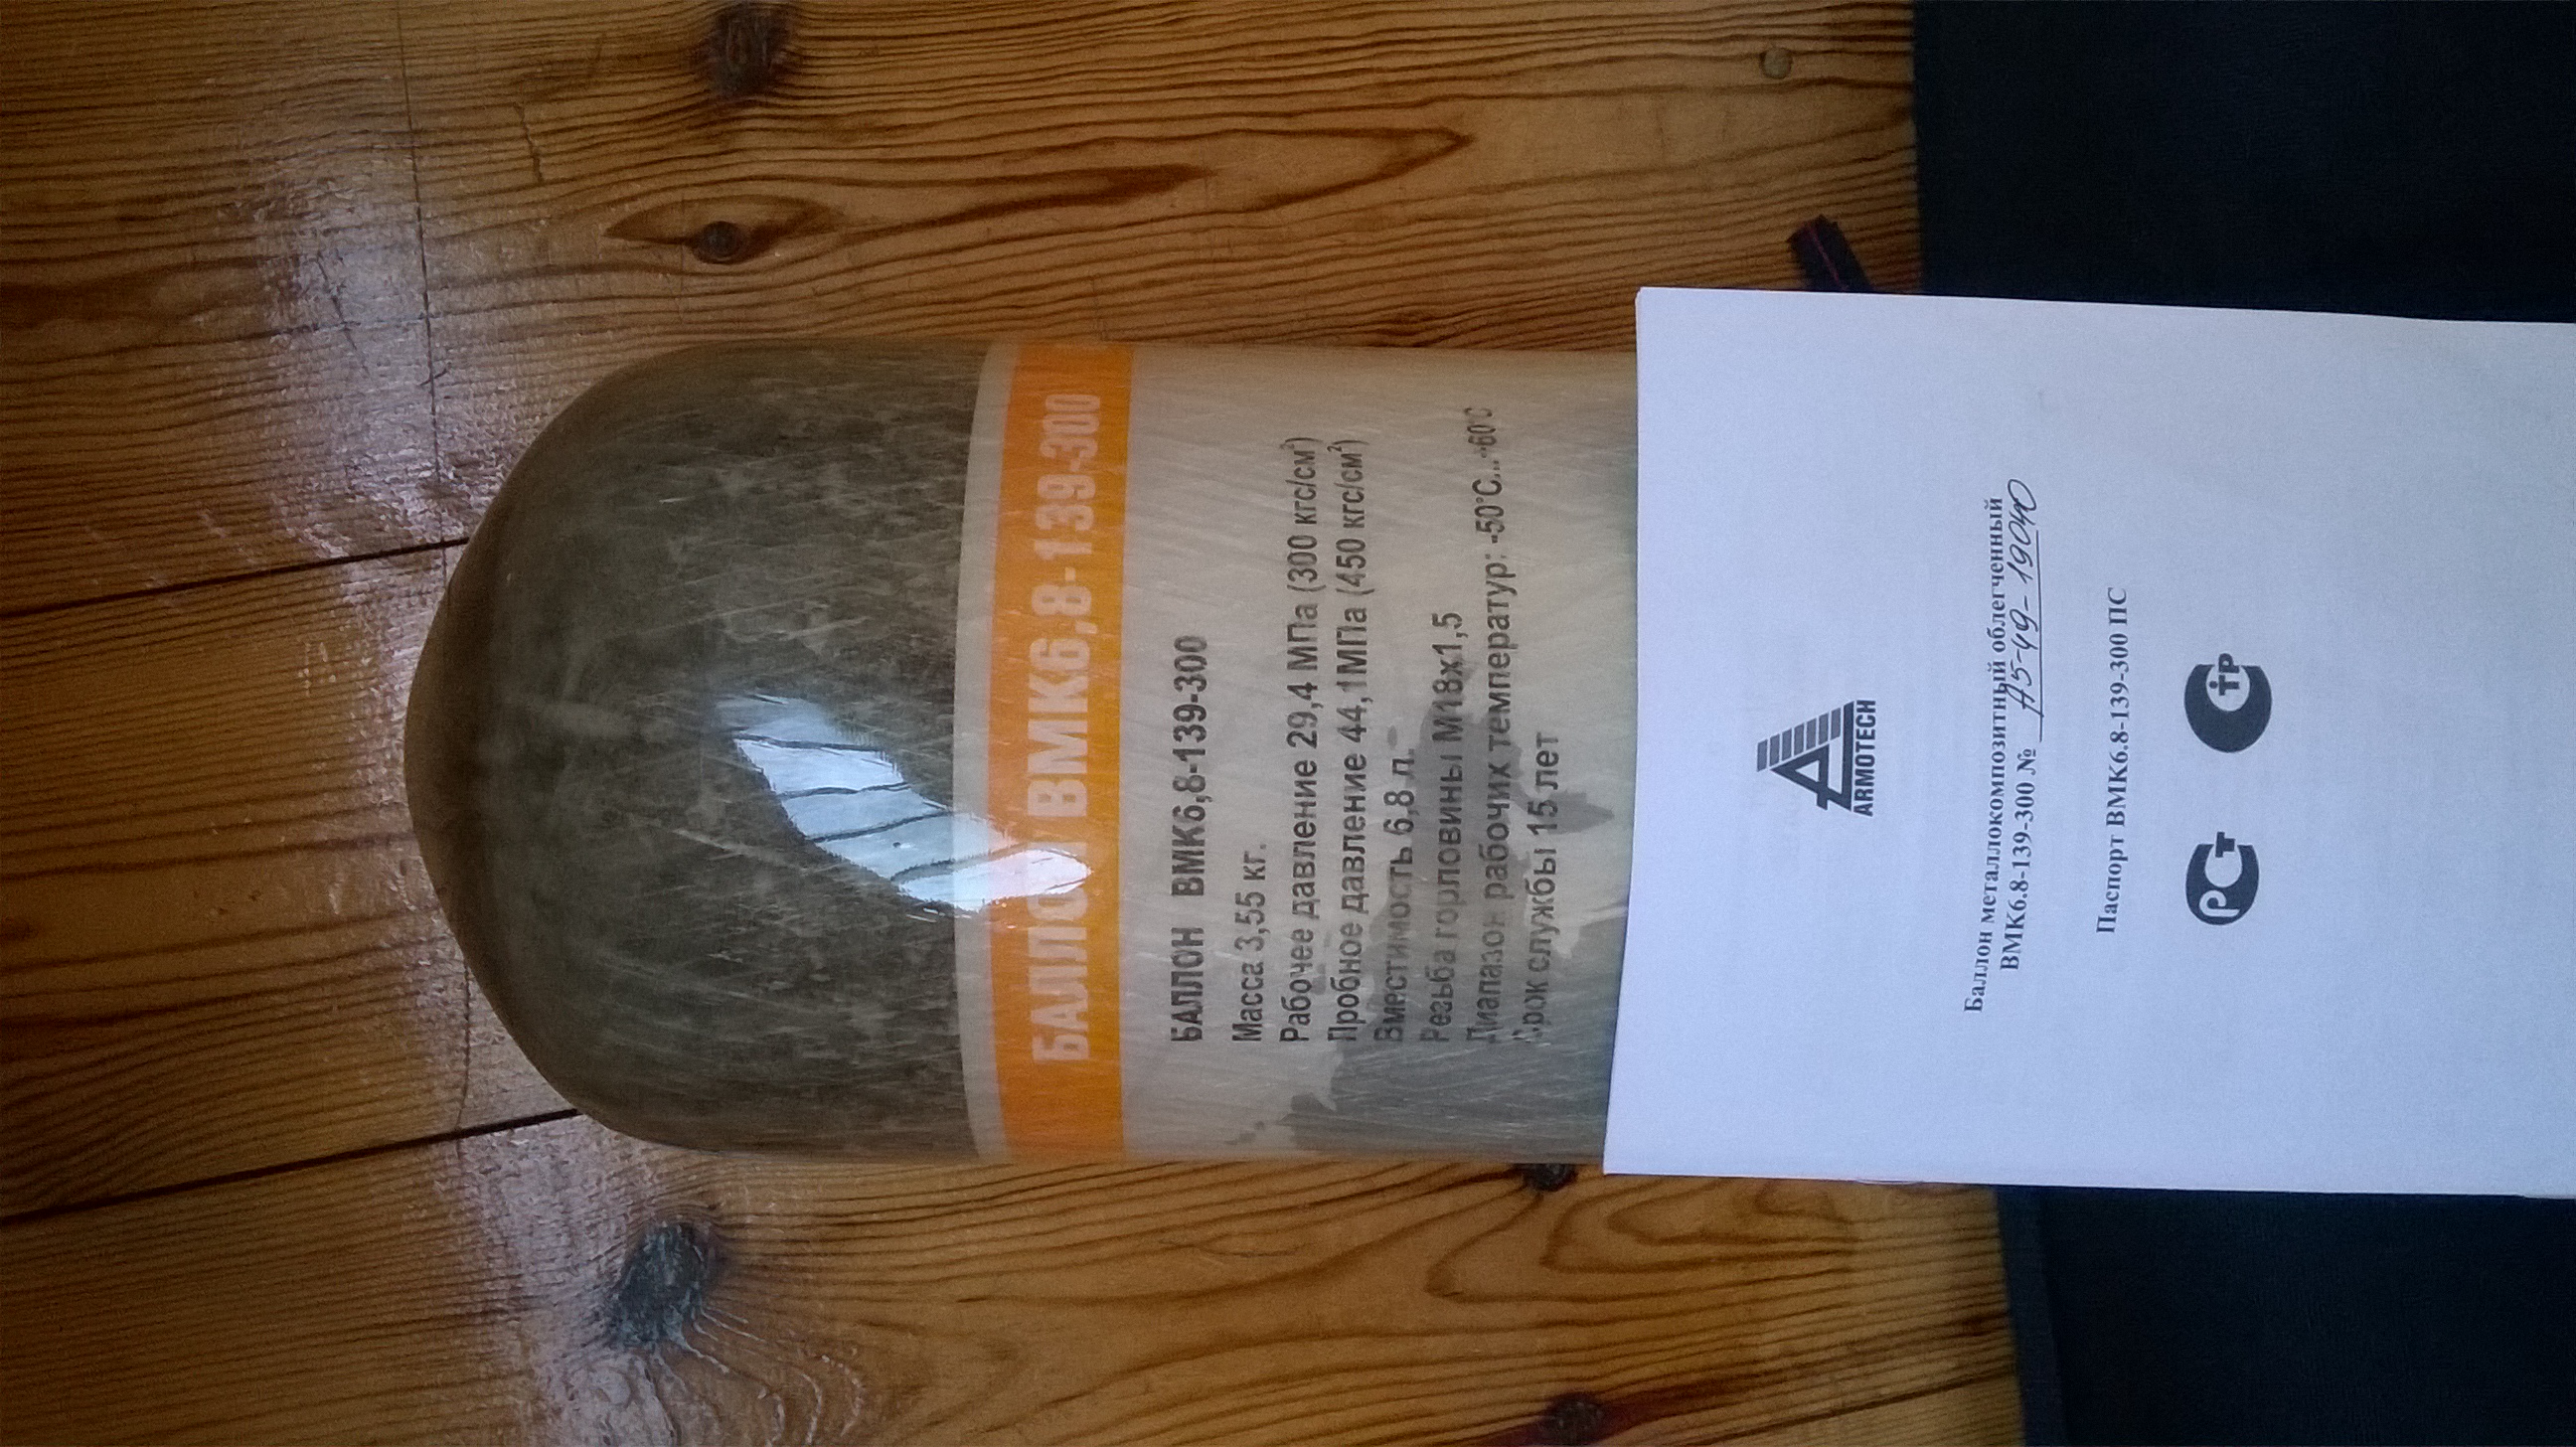 БАЛЛОН ВМК6,8-139-300
БАЛЛОН ВМК6,8-139-300
Масса 3,55 кг.
Рабочее давление 29,4 МПа (300 кгс/см²)
Пробное давление 44,1МПа (450 кгс/см²)
Вместимость 6,8 л.
Резьба горловины М18х1,5
Диапазон рабочих температур: -50°С...+60°С
Срок службы 15 лет
ARMOTECH
Баллон металлокомпозитный облегченный
ВМК6.8-139-300 № А5-49-19040
Паспорт ВМК6.8-139-300 ПС
РСТ ТР